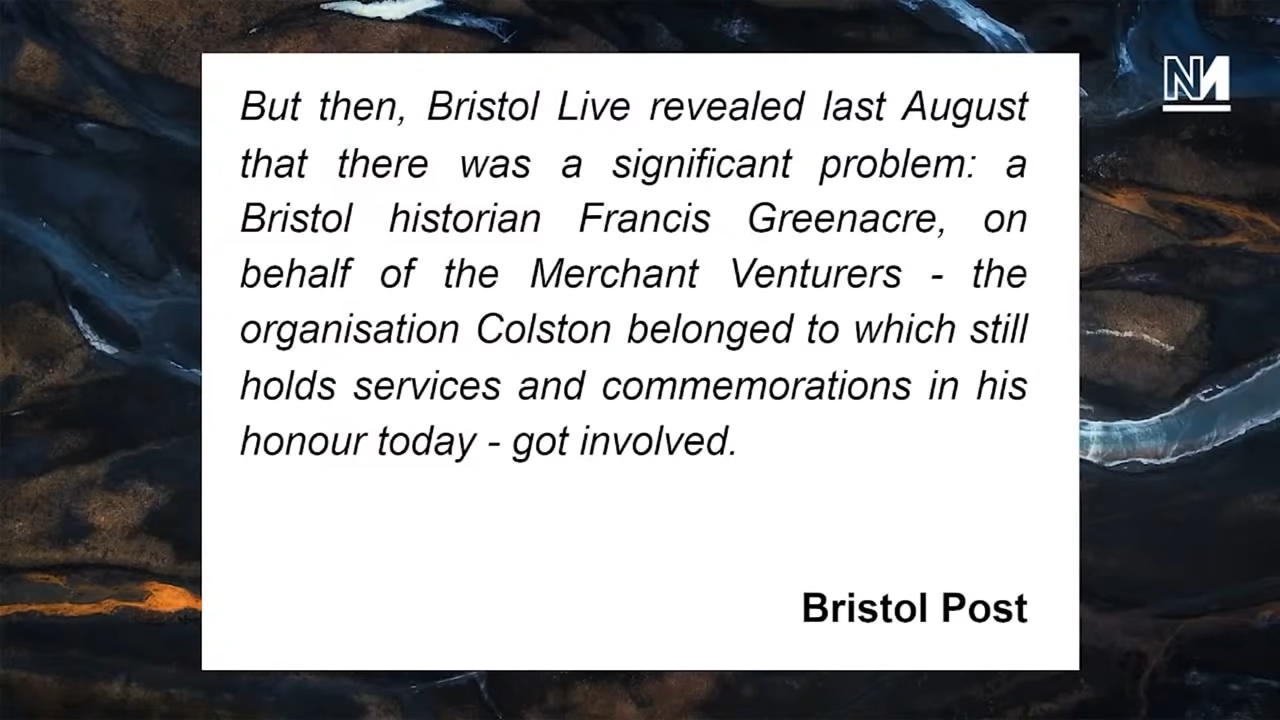 But then, Bristol Live revealed last August
that there was a significant problem: a
Bristol historian Francis Greenacre, on
behalf of the Merchant Venturers - the
organisation Colston belonged to which still
holds services and commemorations in his
honour today - got involved.
Bristol Post
NM